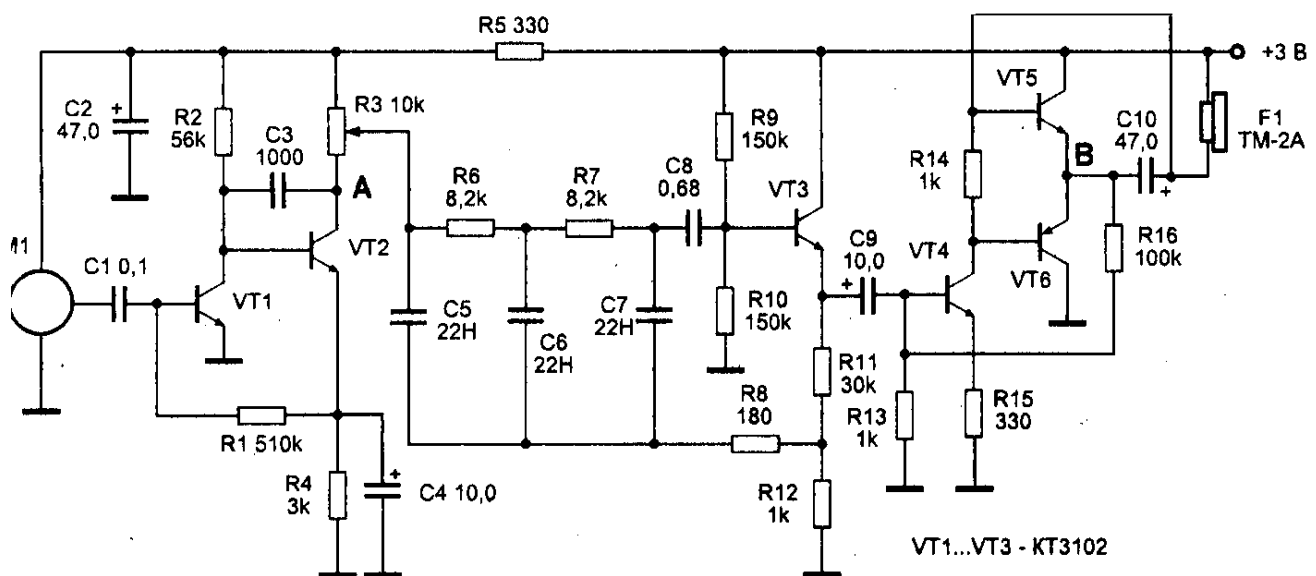 R5 330
+3 В
C2
47,0
R2
56k
C3
1000
R3 10k
A
R6
8,2k
R7
8,2k
C8
0,68
R9
150k
VT3
VT5
B
C10
47,0
F1
TM-2A
R14
1k
M1
C1 0,1
VT1
VT2
C5
22H
C6
22H
C7
22H
R10
150k
C9
10,0
VT4
VT6
R16
100k
R1 510k
R8
180
R11
30k
R13
1k
R15
330
R4
3k
C4 10,0
R12
1k
VT1...VT3 - КТ3102